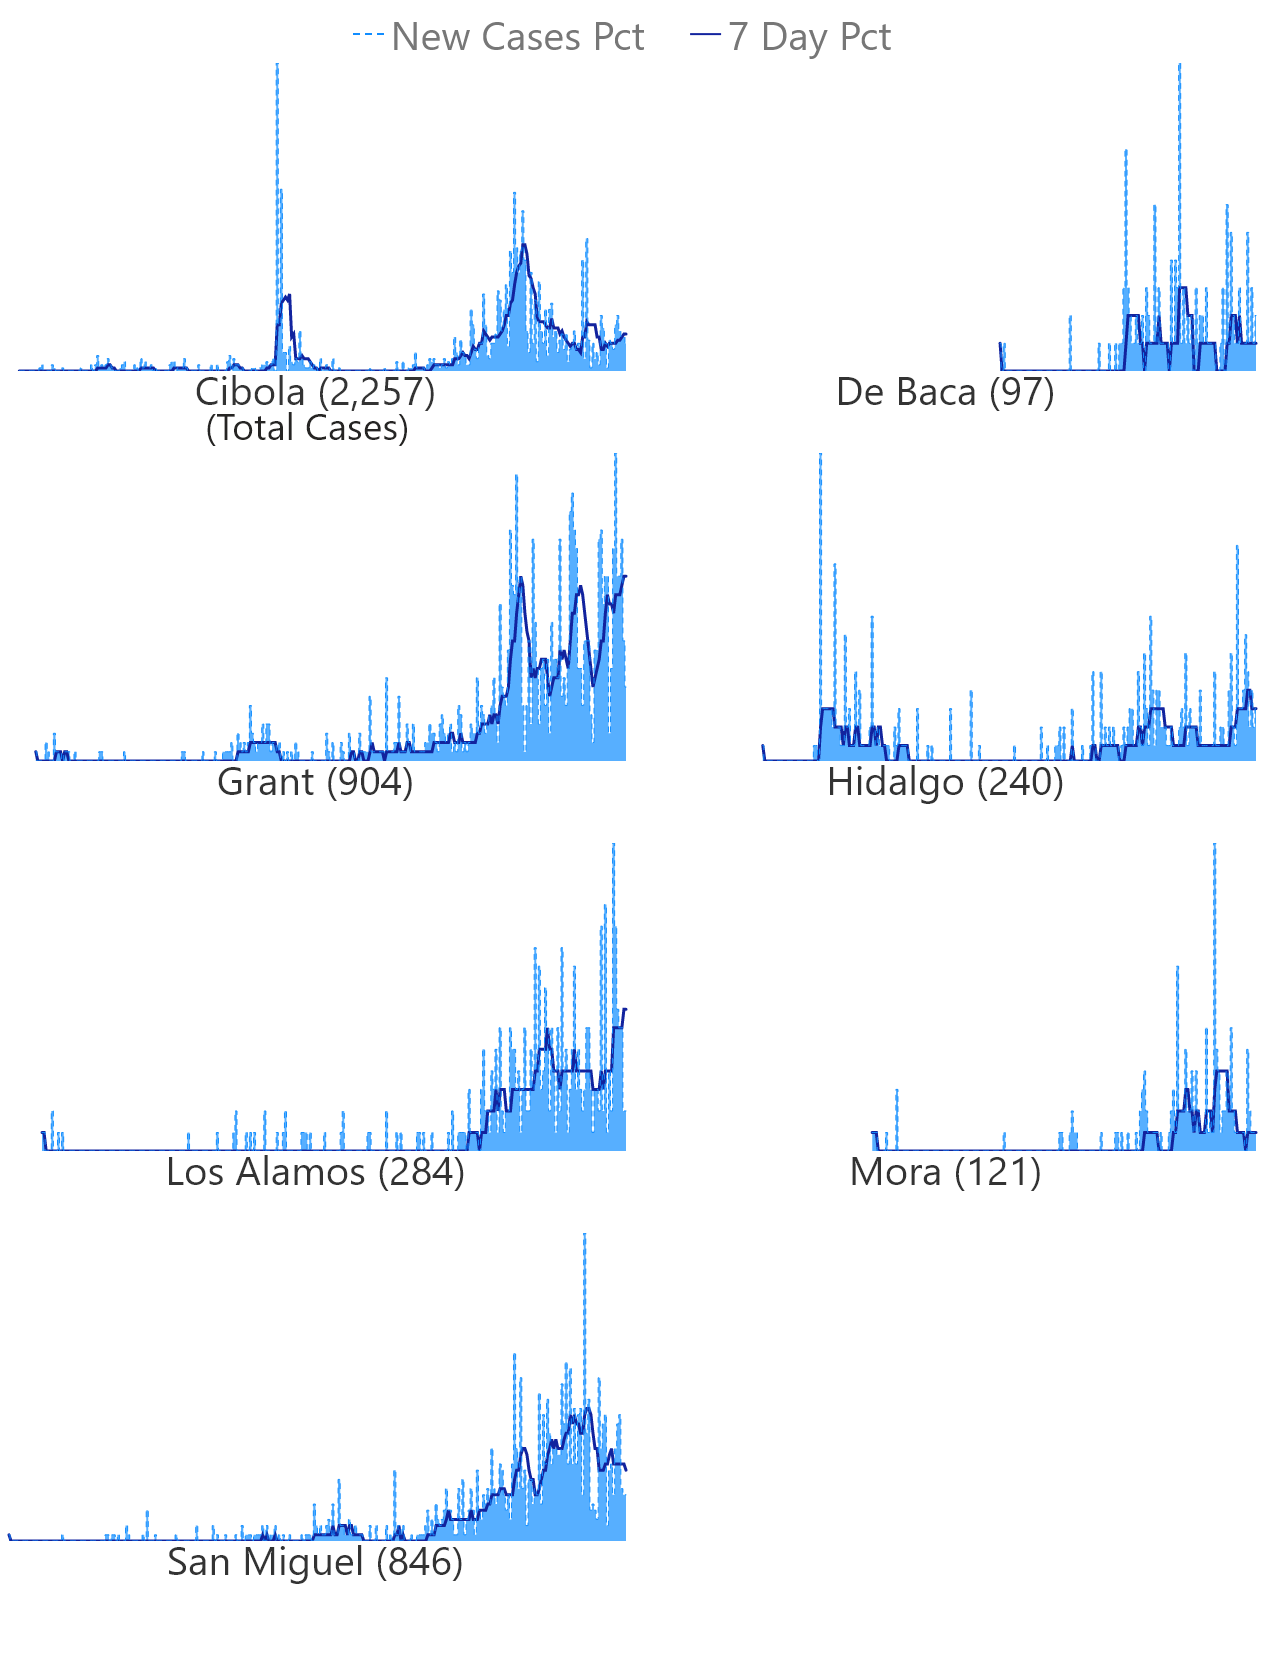 New Cases Pct 7 Day Pct
Cibola (2,257)
(Total Cases)
De Baca (97)
Grant (904)
Hidalgo (240)
Los Alamos (284)
Mora (121)
San Miguel (846)